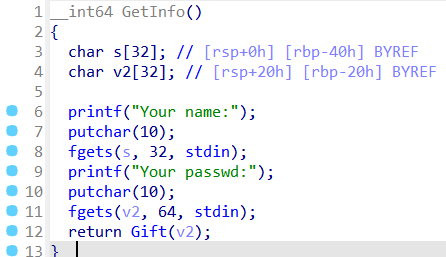 1 __int64 GetInfo()
2 {
3 char s[32]; // [rsp+0h] [rbp-40h] BYREF
4 char v2[32]; // [rsp+20h] [rbp-20h] BYREF
5
6 printf("Your name:");
7 putchar(10);
8 fgets(s, 32, stdin);
9 printf("Your passwd:");
10 putchar(10);
11 fgets(v2, 64, stdin);
12 return Gift(v2);
13 }